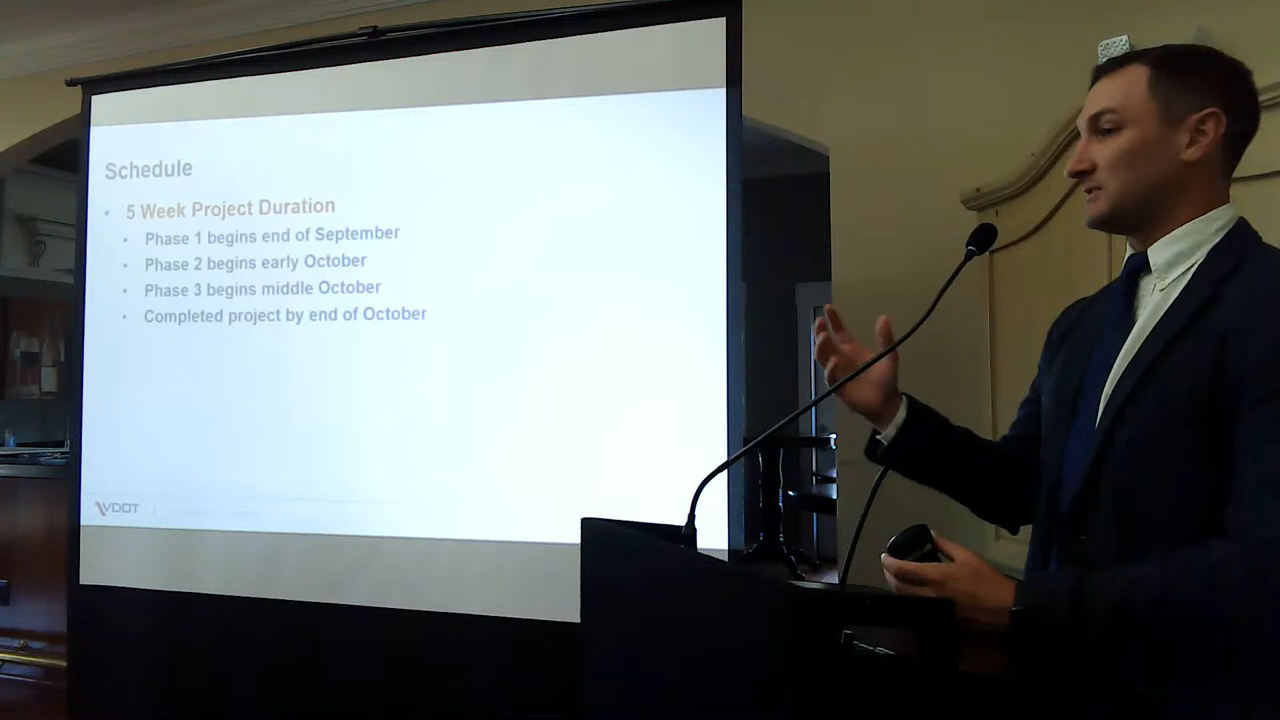 Schedule
• 5 Week Project Duration
• Phase 1 begins end of September
• Phase 2 begins early October
• Phase 3 begins middle October
• Completed project by end of October
VDOT